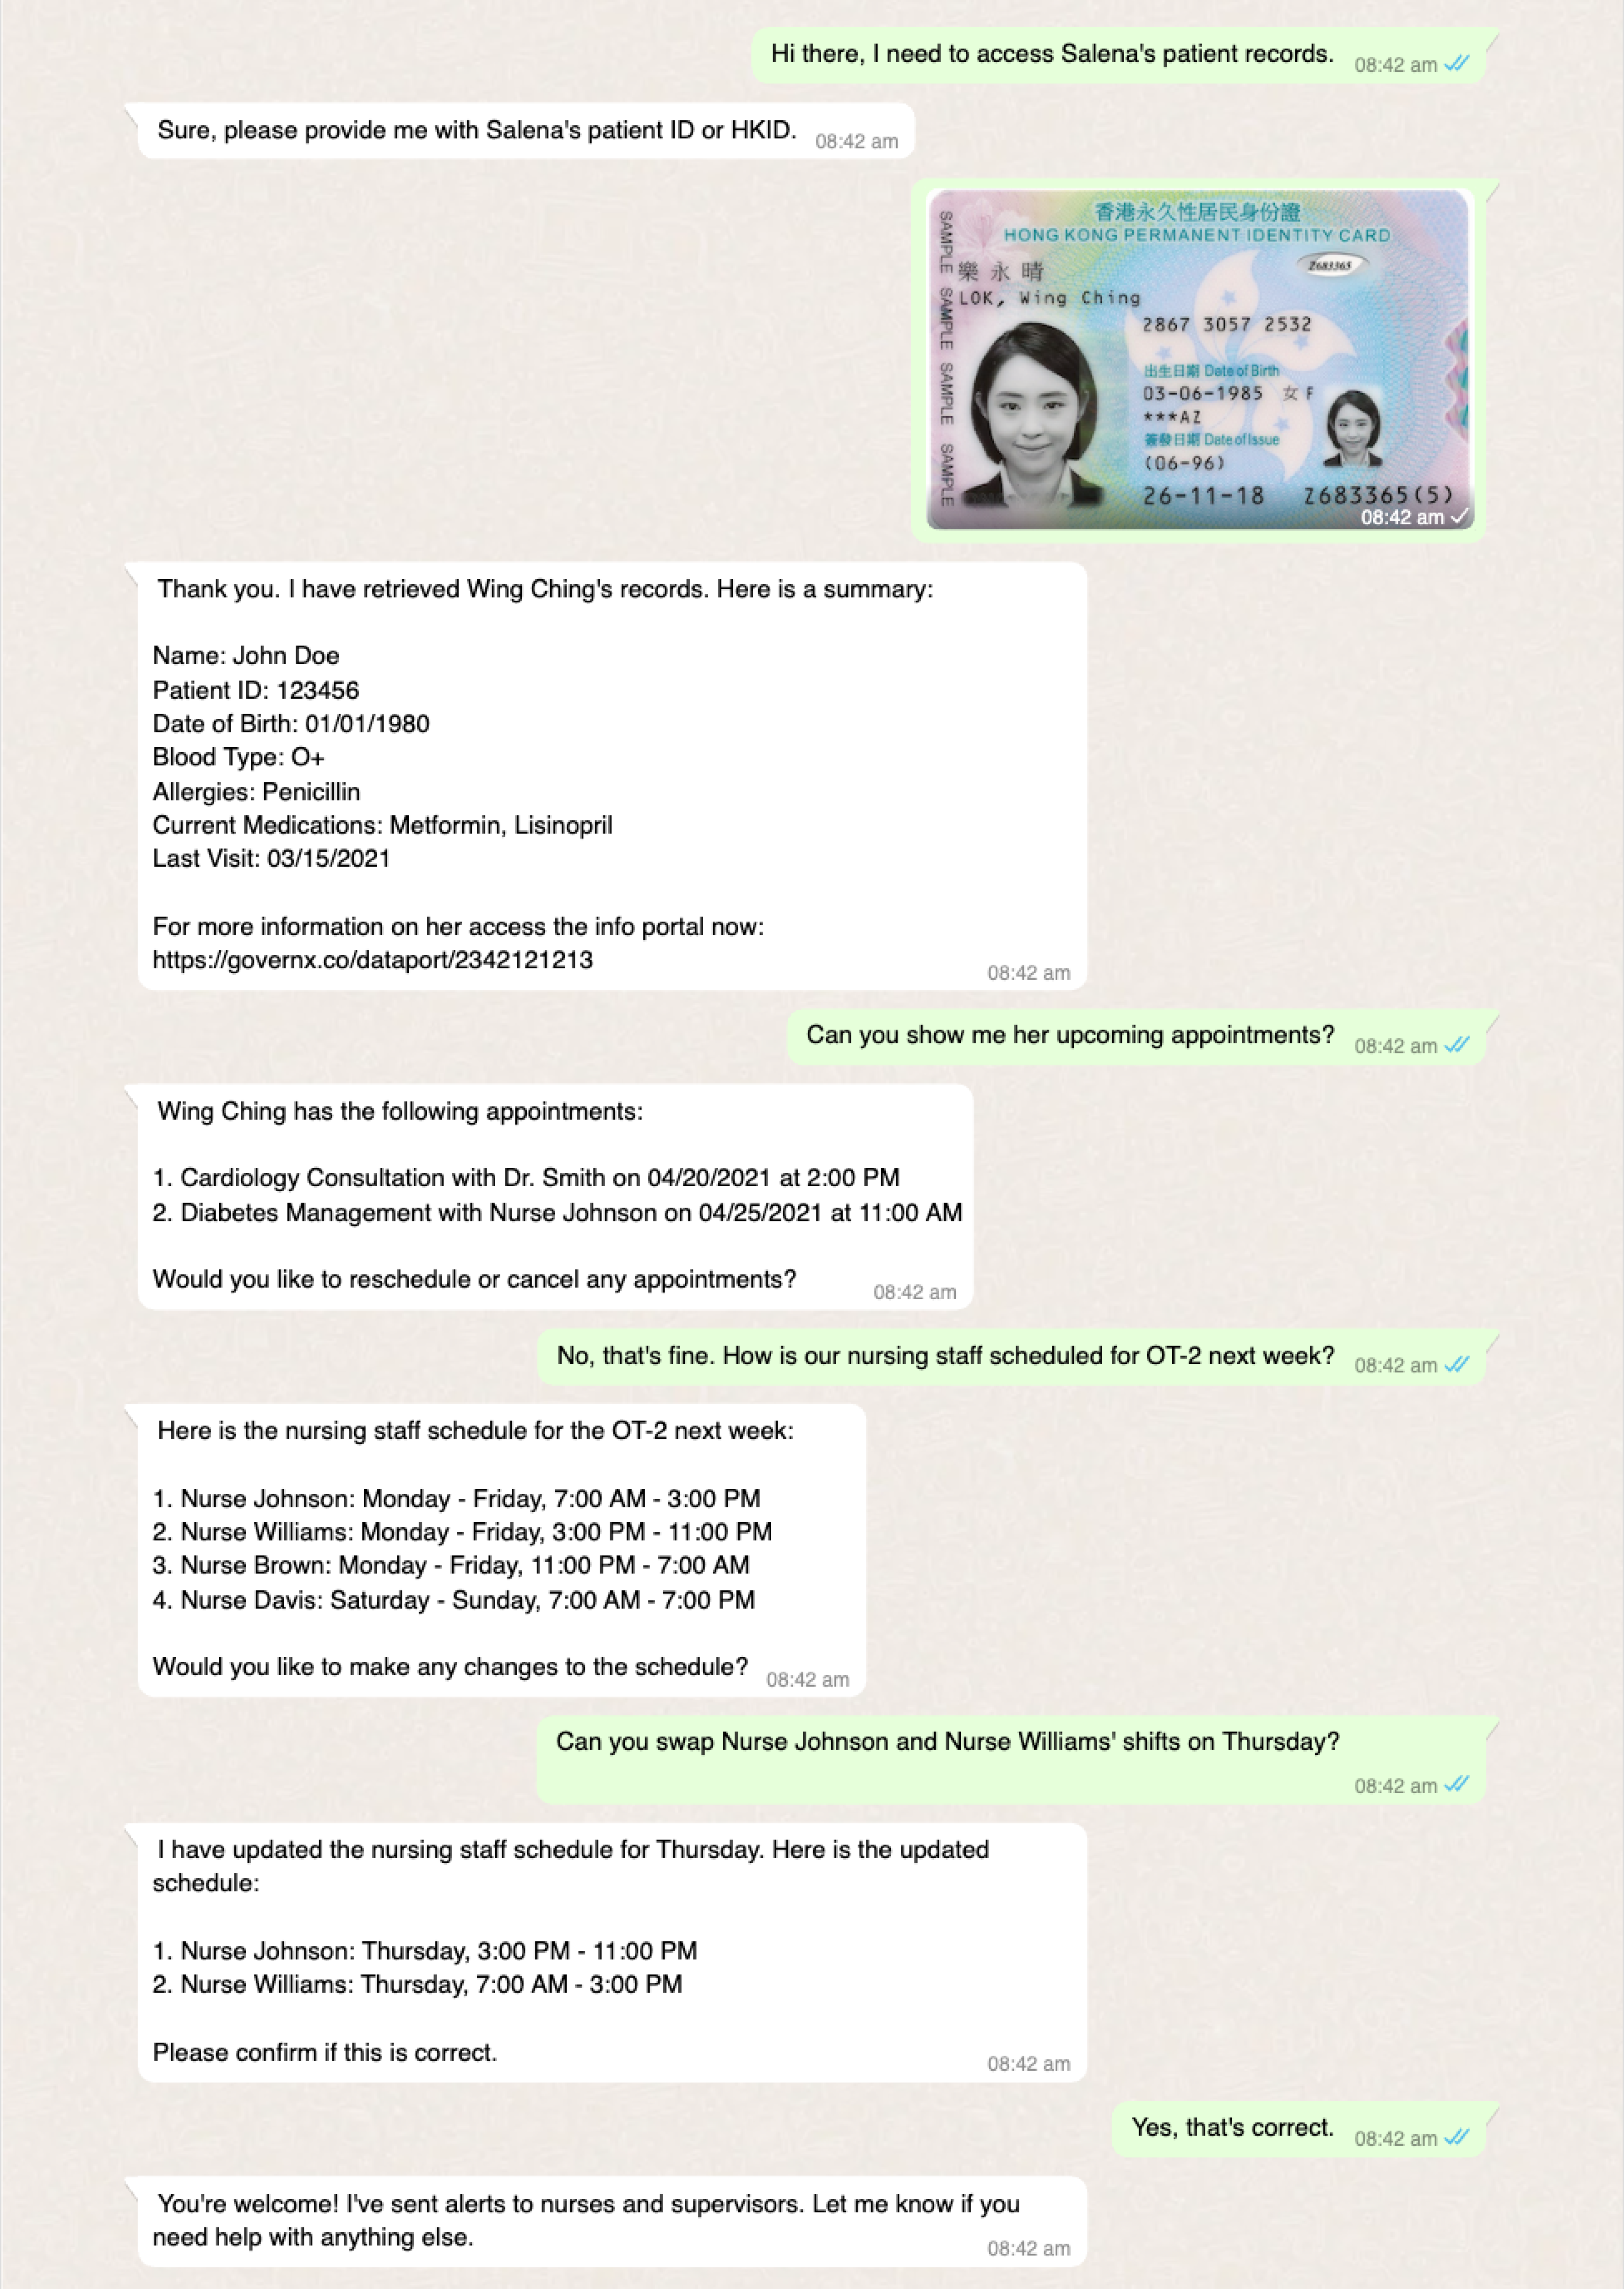 Hi there, I need to access Salena's patient records. 08:42 am
Sure, please provide me with Salena's patient ID or HKID. 08:42 am
SAMPLE SAMPLE SAMPLE SAMPLE
香港永久性居民身份證
HONG KONG PERMANENT IDENTITY CARD
Z683365
樂永晴
LOK, Wing Ching
2867 3057 2532
出生日期 Date of Birth
03-06-1985 女 F
***AZ
簽發日期 Date of Issue
(06-96)
26-11-18 Z683365(5)
08:42 am
Thank you. I have retrieved Wing Ching's records. Here is a summary:
Name: John Doe
Patient ID: 123456
Date of Birth: 01/01/1980
Blood Type: O+
Allergies: Penicillin
Current Medications: Metformin, Lisinopril
Last Visit: 03/15/2021
For more information on her access the info portal now:
https://governx.co/dataport/2342121213
08:42 am
Can you show me her upcoming appointments? 08:42 am
Wing Ching has the following appointments:
1. Cardiology Consultation with Dr. Smith on 04/20/2021 at 2:00 PM
2. Diabetes Management with Nurse Johnson on 04/25/2021 at 11:00 AM
Would you like to reschedule or cancel any appointments? 08:42 am
No, that's fine. How is our nursing staff scheduled for OT-2 next week? 08:42 am
Here is the nursing staff schedule for the OT-2 next week:
1. Nurse Johnson: Monday - Friday, 7:00 AM - 3:00 PM
2. Nurse Williams: Monday - Friday, 3:00 PM - 11:00 PM
3. Nurse Brown: Monday - Friday, 11:00 PM - 7:00 AM
4. Nurse Davis: Saturday - Sunday, 7:00 AM - 7:00 PM
Would you like to make any changes to the schedule? 08:42 am
Can you swap Nurse Johnson and Nurse Williams' shifts on Thursday?
08:42 am
I have updated the nursing staff schedule for Thursday. Here is the updated
schedule:
1. Nurse Johnson: Thursday, 3:00 PM - 11:00 PM
2. Nurse Williams: Thursday, 7:00 AM - 3:00 PM
Please confirm if this is correct.
08:42 am
Yes, that's correct. 08:42 am
You're welcome! I've sent alerts to nurses and supervisors. Let me know if you
need help with anything else.
08:42 am